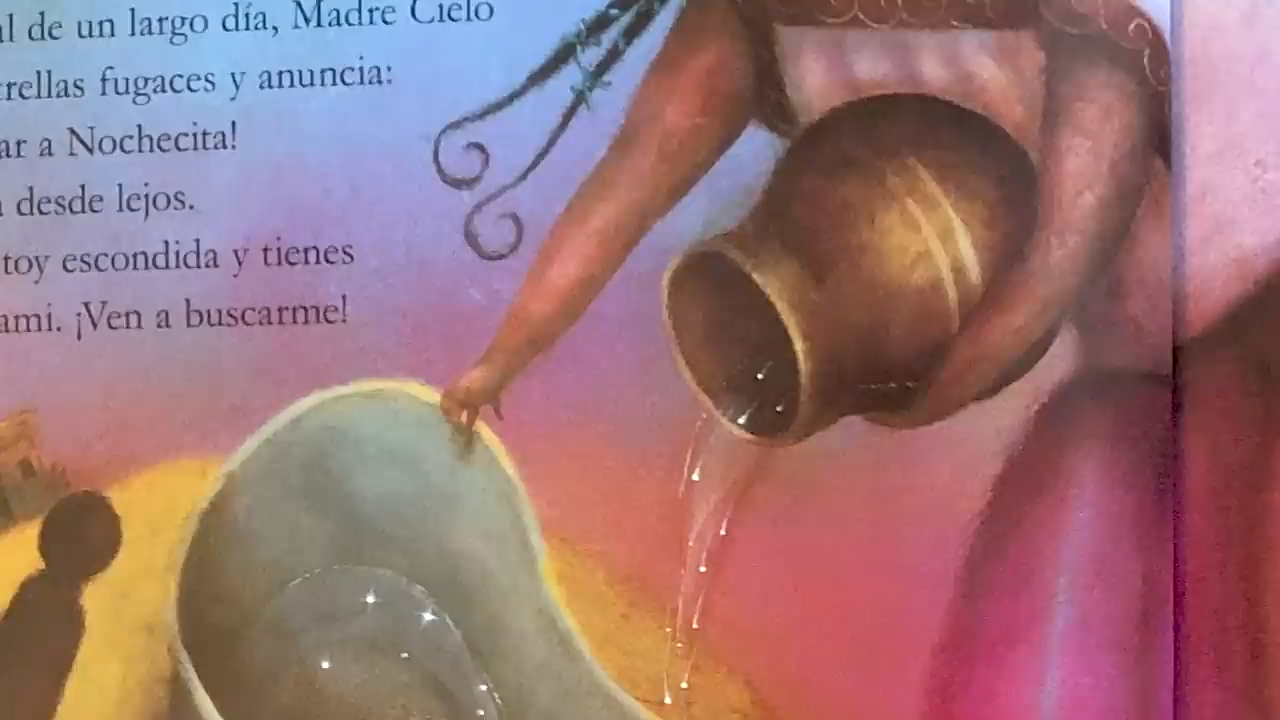 al de un largo día, Madre Cielo
trellas fugaces y anuncia:
ar a Nochecita!
a desde lejos.
toy escondida y tienes
ami. ¡Ven a buscarme!